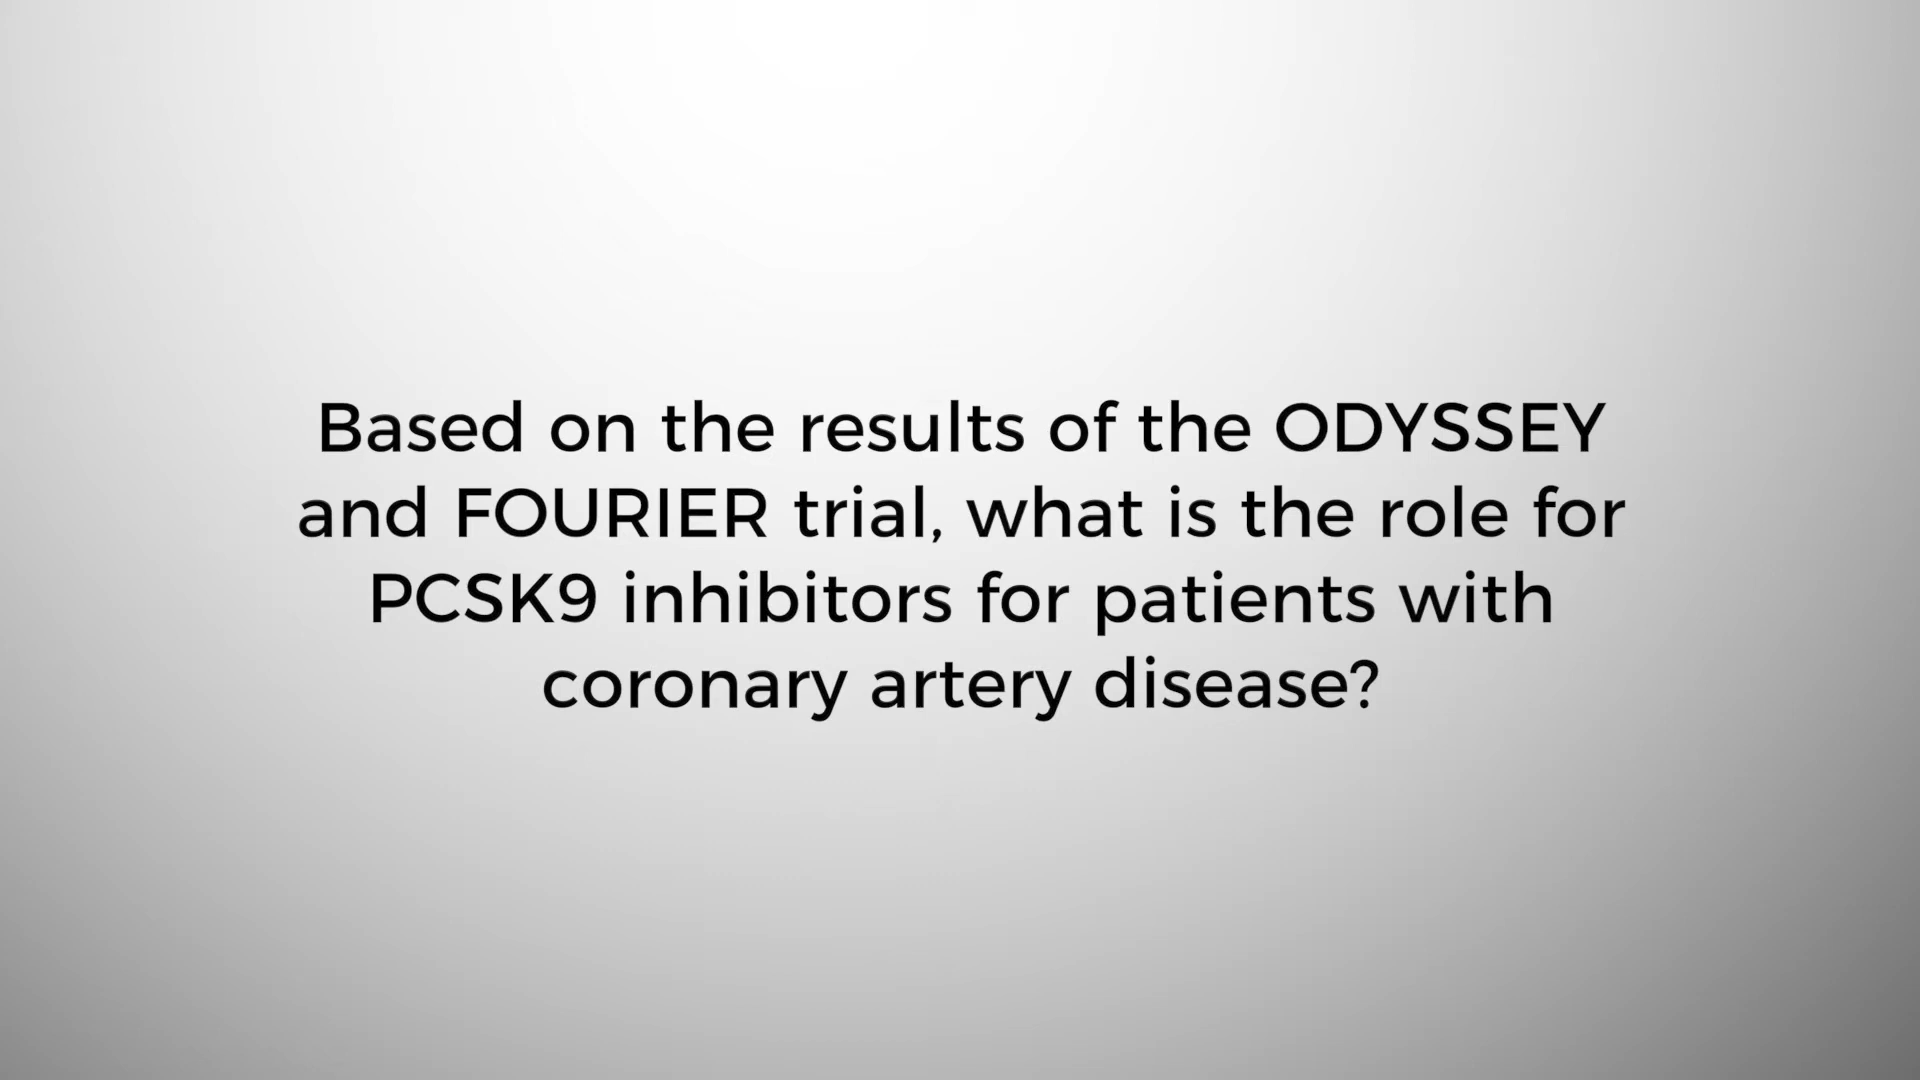 Based on the results of the ODYSSEY
and FOURIER trial, what is the role for
PCSK9 inhibitors for patients with
coronary artery disease?